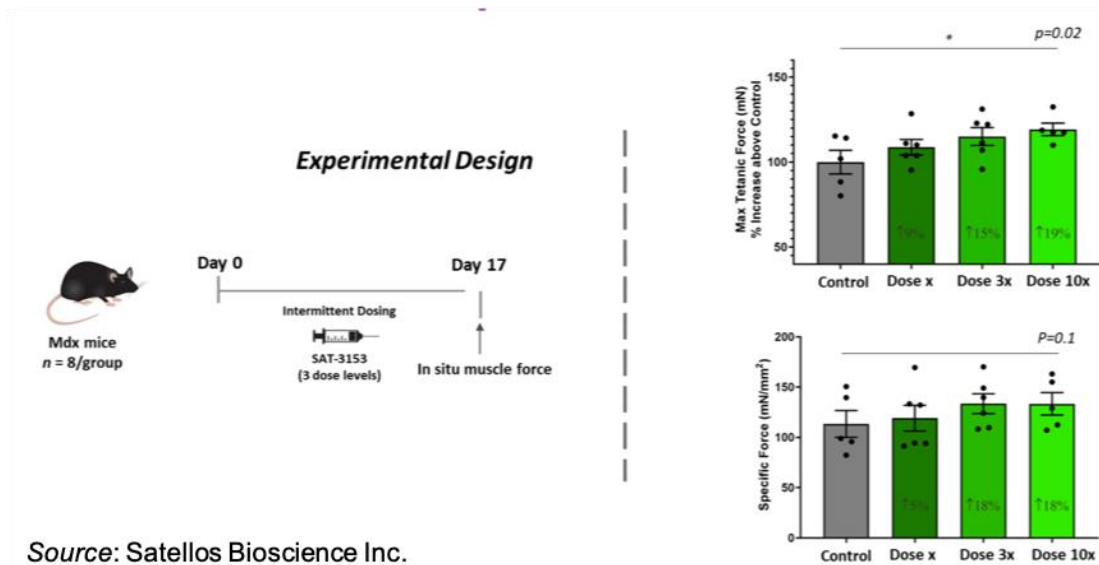 Experimental Design
Day 0
Day 17
Intermittent Dosing
SAT-3153
(3 dose levels)
In situ muscle force
Mdx mice
n = 8/group
Source: Satellos Bioscience Inc.
*
p=0.02
Max Tetanic Force (mN)
% Increase above Control
150
100
50
↑9%
↑15%
↑19%
Control
Dose x
Dose 3x
Dose 10x
P=0.1
Specific Force (mN/mm²)
200
150
100
50
0
↑5%
↑18%
↑18%
Control
Dose x
Dose 3x
Dose 10x